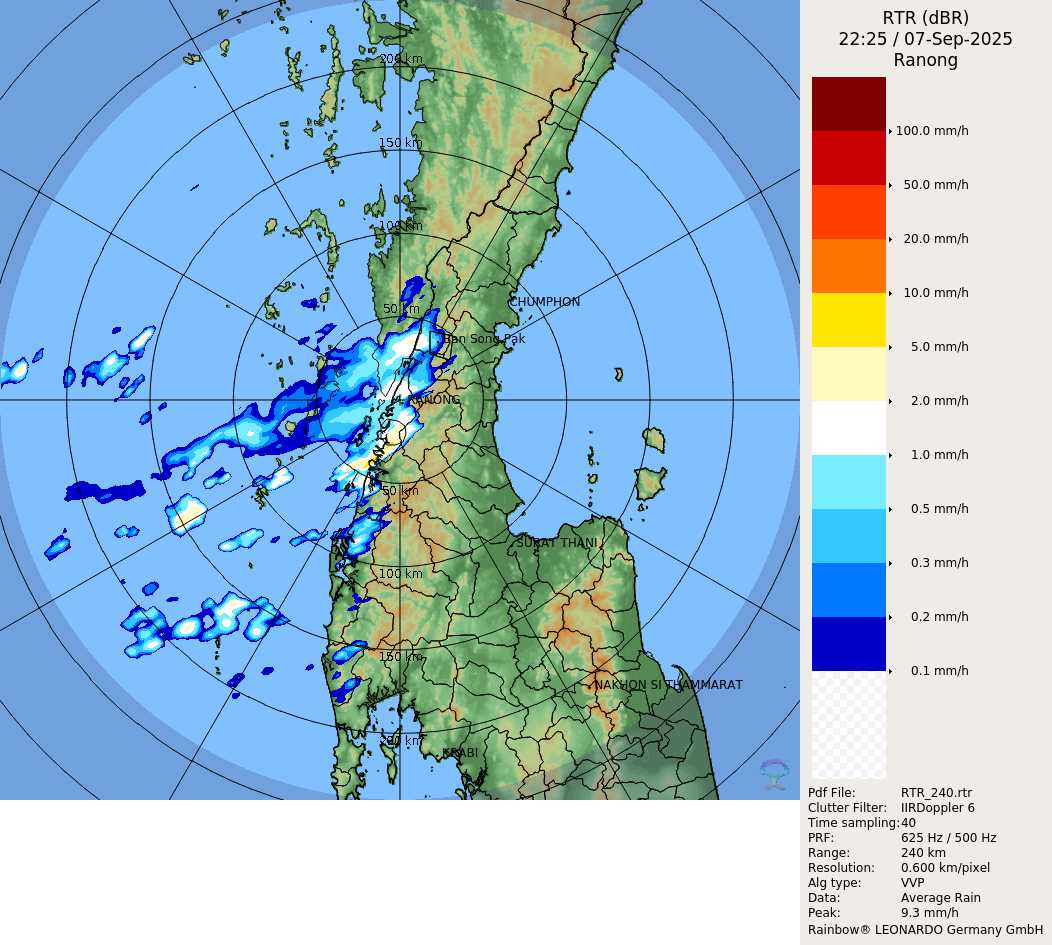 RTR (dBR)
22:25 / 07-Sep-2025
Ranong
200 km
150 km
100 km
50 km
CHUMPHON
Ban Song Pak
RANONG
50 km
SURAT THANI
100 km
150 km
NAKHON SI THAMMARAT
200 km
KRABI
100.0 mm/h
50.0 mm/h
20.0 mm/h
10.0 mm/h
5.0 mm/h
2.0 mm/h
1.0 mm/h
0.5 mm/h
0.3 mm/h
0.2 mm/h
0.1 mm/h
Pdf File: RTR_240.rtr
Clutter Filter: IIRDoppler 6
Time sampling:40
PRF: 625 Hz / 500 Hz
Range: 240 km
Resolution: 0.600 km/pixel
Alg type: VVP
Data: Average Rain
Peak: 9.3 mm/h
Rainbow® LEONARDO Germany GmbH